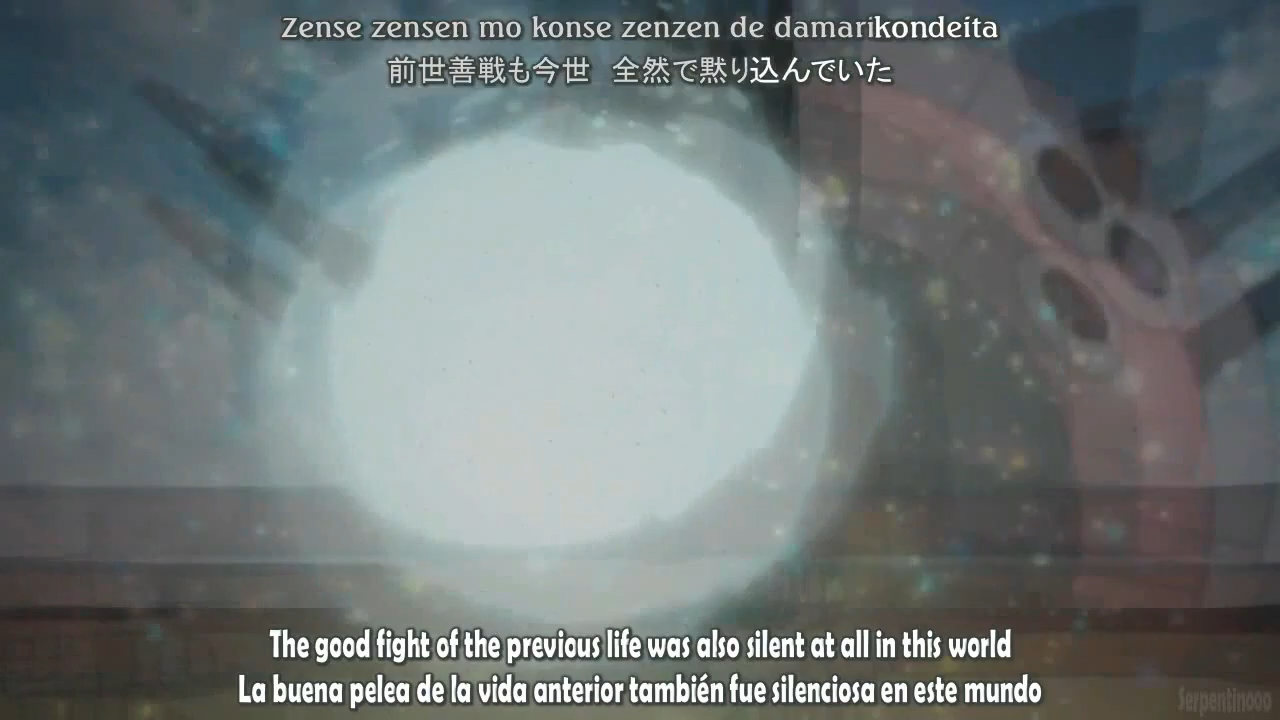 Zense zensen mo konse zenzen de damarikondeita
前世善戦も今世　全然で黙り込んでいた
The good fight of the previous life was also silent at all in this world
La buena pelea de la vida anterior también fue silenciosa en este mundo
Serpentinooo